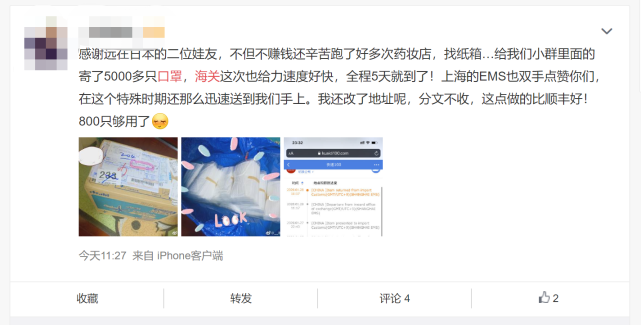 感谢远在日本的二位娃友，不但不赚钱还辛苦跑了好多次药妆店，找纸箱…给我们小群里面的
寄了5000多只口罩，海关这次也给力速度好快，全程5天就到了！上海的EMS也双手点赞你们，
在这个特殊时期还那么迅速送到我们手上。我还改了地址呢，分文不收，这点做的比顺丰好！
800只够用了
LOOK
23:32
今天11:27 来自 iPhone客户端
收藏 转发 评论 4 2